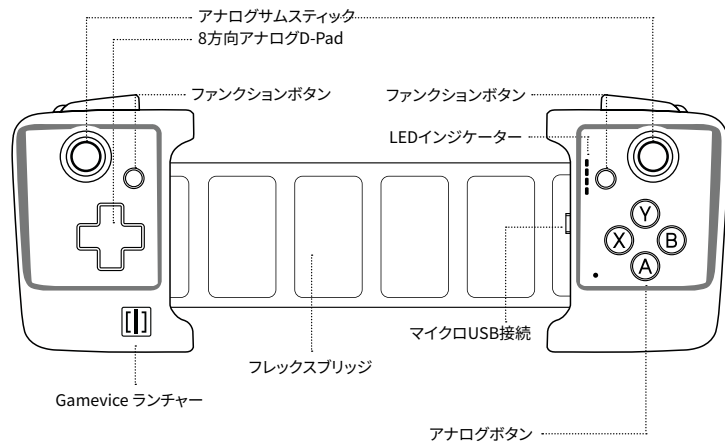 アナログサムスティック
8方向アナログD-Pad
ファンクションボタン
ファンクションボタン
LEDインジケーター
Y
X
B
A
マイクロUSB接続
フレックスブリッジ
Gamevice ランチャー
アナログボタン